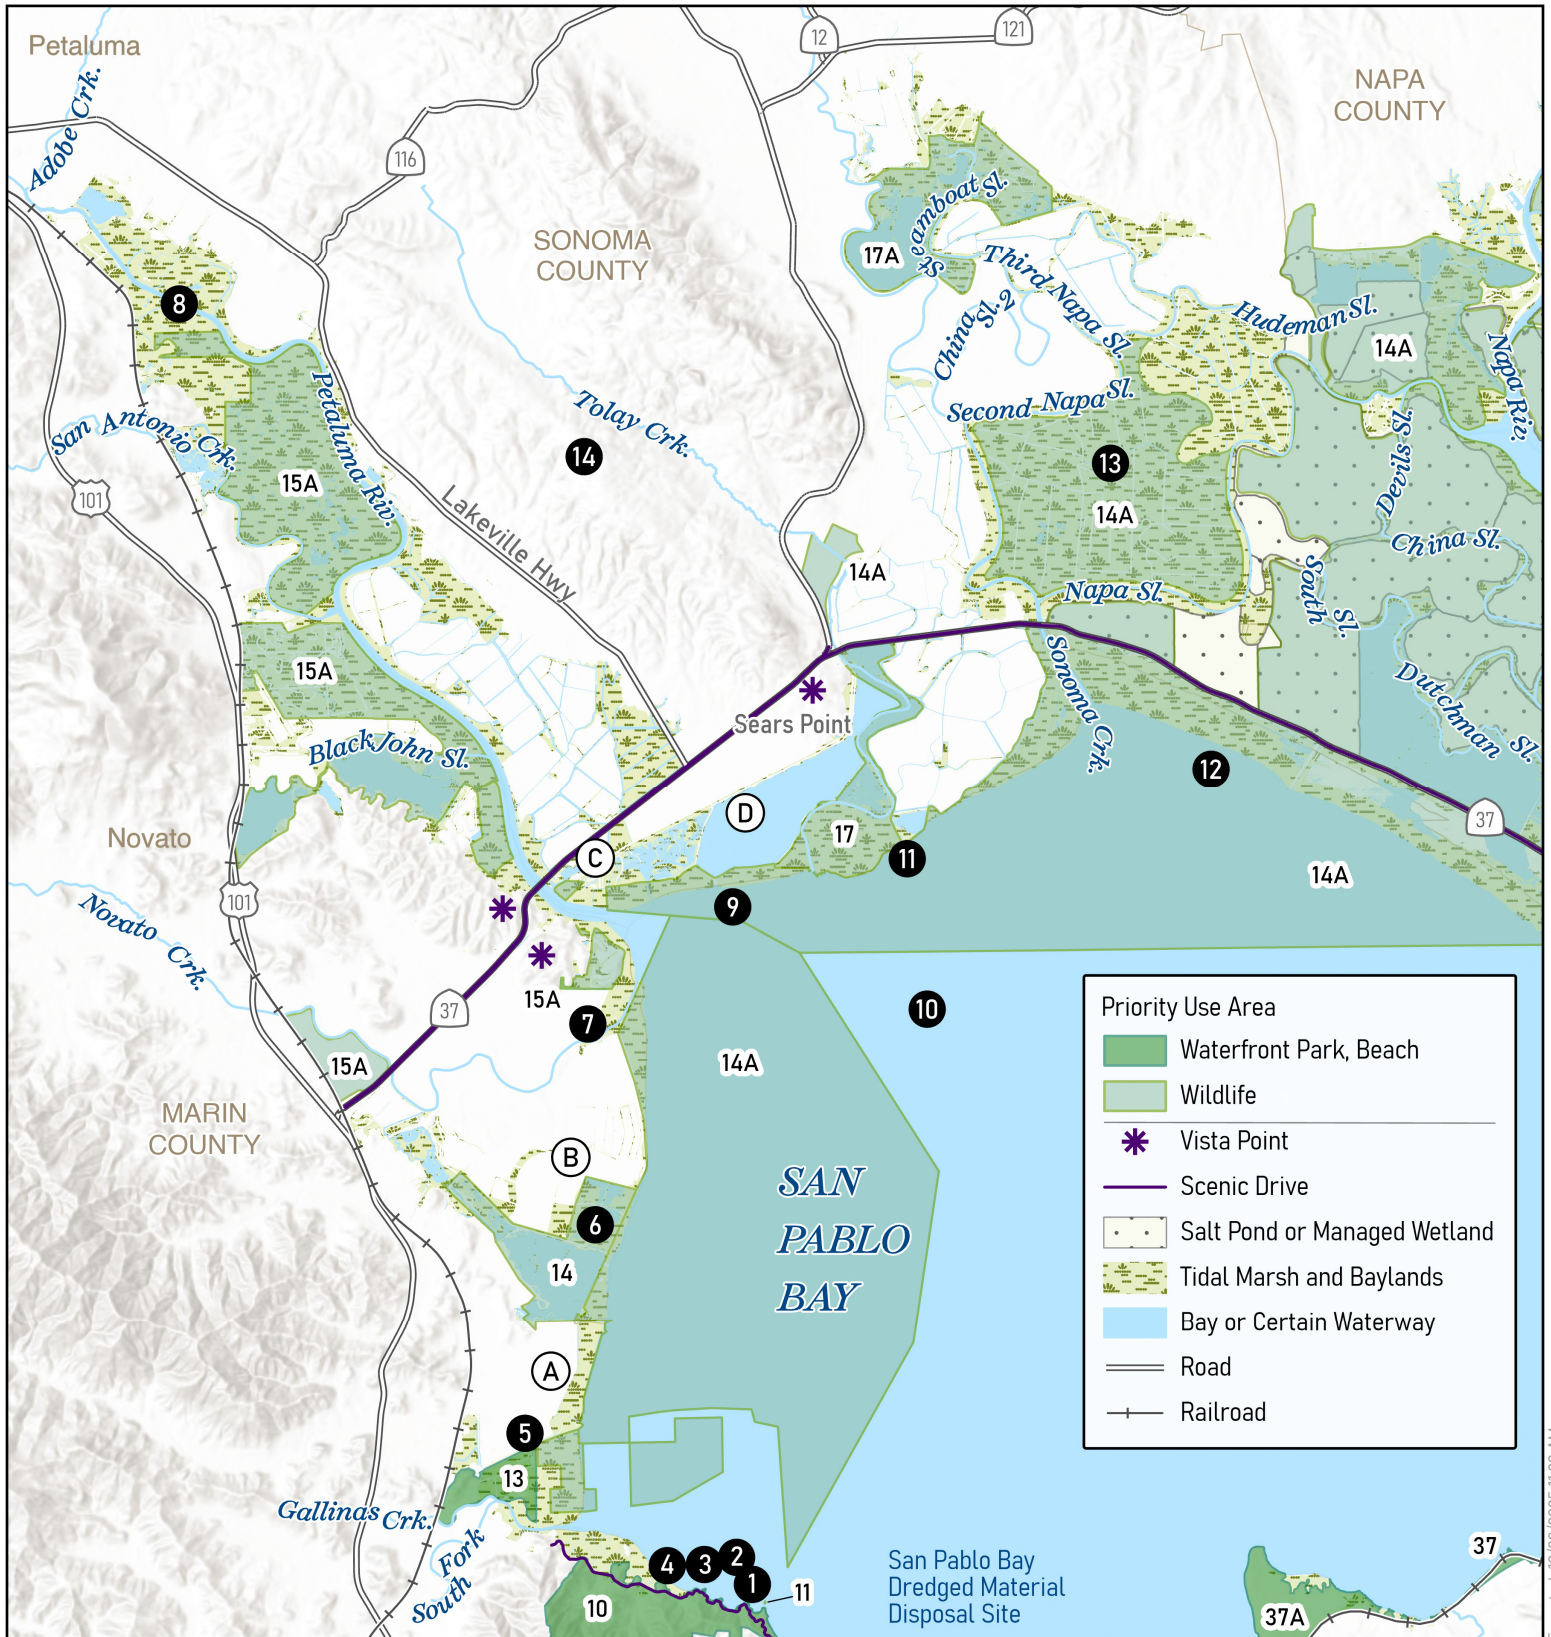 Petaluma
Adobe Crk.
12
121
NAPA
COUNTY
116
SONOMA
COUNTY
Steamboat Sl.
17A
Third Napa Sl.
China Sl. 2
Hudeman Sl.
14A
Napa Riv.
8
Petaluma Riv.
San Antonio Crk.
Tolay Crk.
Second Napa Sl.
14
13
14A
Devils Sl.
15A
101
Lakeville Hwy
China Sl.
14A
Napa Sl.
South Sl.
15A
Sonoma Crk.
Dutchman Sl.
Sears Point
Black John Sl.
12
D
37
Novato
17
C
11
14A
101
9
Novato Crk.
15A
37
7
10
14A
15A
MARIN
COUNTY
B
SAN
PABLO
BAY
6
14
A
5
13
Gallinas Crk.
South Fork
4
3
2
1
11
10
San Pablo Bay
Dredged Material
Disposal Site
37
37A
Priority Use Area
Waterfront Park, Beach
Wildlife
Vista Point
Scenic Drive
Salt Pond or Managed Wetland
Tidal Marsh and Baylands
Bay or Certain Waterway
Road
Railroad